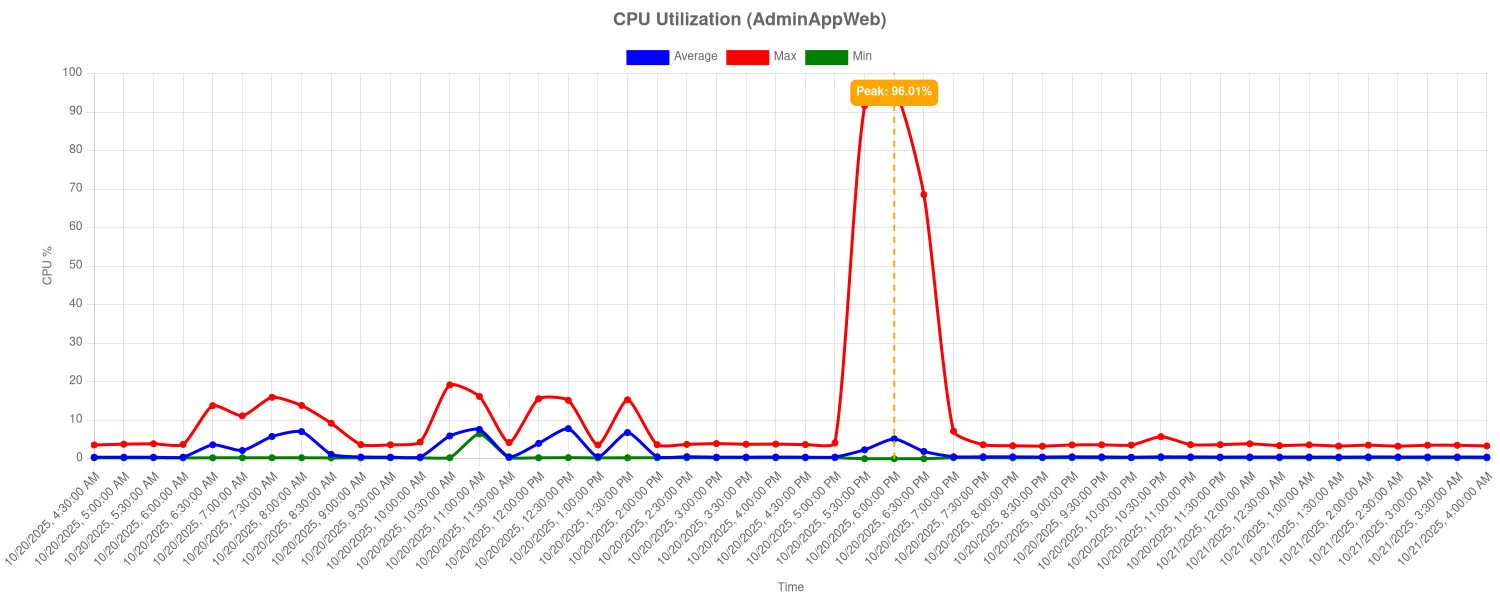 CPU Utilization (AdminAppWeb)
Average Max Min
Peak: 96.01%
CPU %
100
90
80
70
60
50
40
30
20
10
0
10/20/2025, 4:30:00 AM
10/20/2025, 5:00:00 AM
10/20/2025, 5:30:00 AM
10/20/2025, 6:00:00 AM
10/20/2025, 6:30:00 AM
10/20/2025, 7:00:00 AM
10/20/2025, 7:30:00 AM
10/20/2025, 8:00:00 AM
10/20/2025, 8:30:00 AM
10/20/2025, 9:00:00 AM
10/20/2025, 9:30:00 AM
10/20/2025, 10:00:00 AM
10/20/2025, 10:30:00 AM
10/20/2025, 11:00:00 AM
10/20/2025, 11:30:00 AM
10/20/2025, 12:00:00 PM
10/20/2025, 12:30:00 PM
10/20/2025, 1:00:00 PM
10/20/2025, 1:30:00 PM
10/20/2025, 2:00:00 PM
10/20/2025, 2:30:00 PM
10/20/2025, 3:00:00 PM
10/20/2025, 3:30:00 PM
10/20/2025, 4:00:00 PM
10/20/2025, 4:30:00 PM
10/20/2025, 5:00:00 PM
10/20/2025, 5:30:00 PM
10/20/2025, 6:00:00 PM
10/20/2025, 6:30:00 PM
10/20/2025, 7:00:00 PM
10/20/2025, 7:30:00 PM
10/20/2025, 8:00:00 PM
10/20/2025, 8:30:00 PM
10/20/2025, 9:00:00 PM
10/20/2025, 9:30:00 PM
10/20/2025, 10:00:00 PM
10/20/2025, 10:30:00 PM
10/20/2025, 11:00:00 PM
10/20/2025, 11:30:00 PM
10/21/2025, 12:00:00 AM
10/21/2025, 12:30:00 AM
10/21/2025, 1:00:00 AM
10/21/2025, 1:30:00 AM
10/21/2025, 2:00:00 AM
10/21/2025, 2:30:00 AM
10/21/2025, 3:00:00 AM
10/21/2025, 3:30:00 AM
10/21/2025, 4:00:00 AM
Time